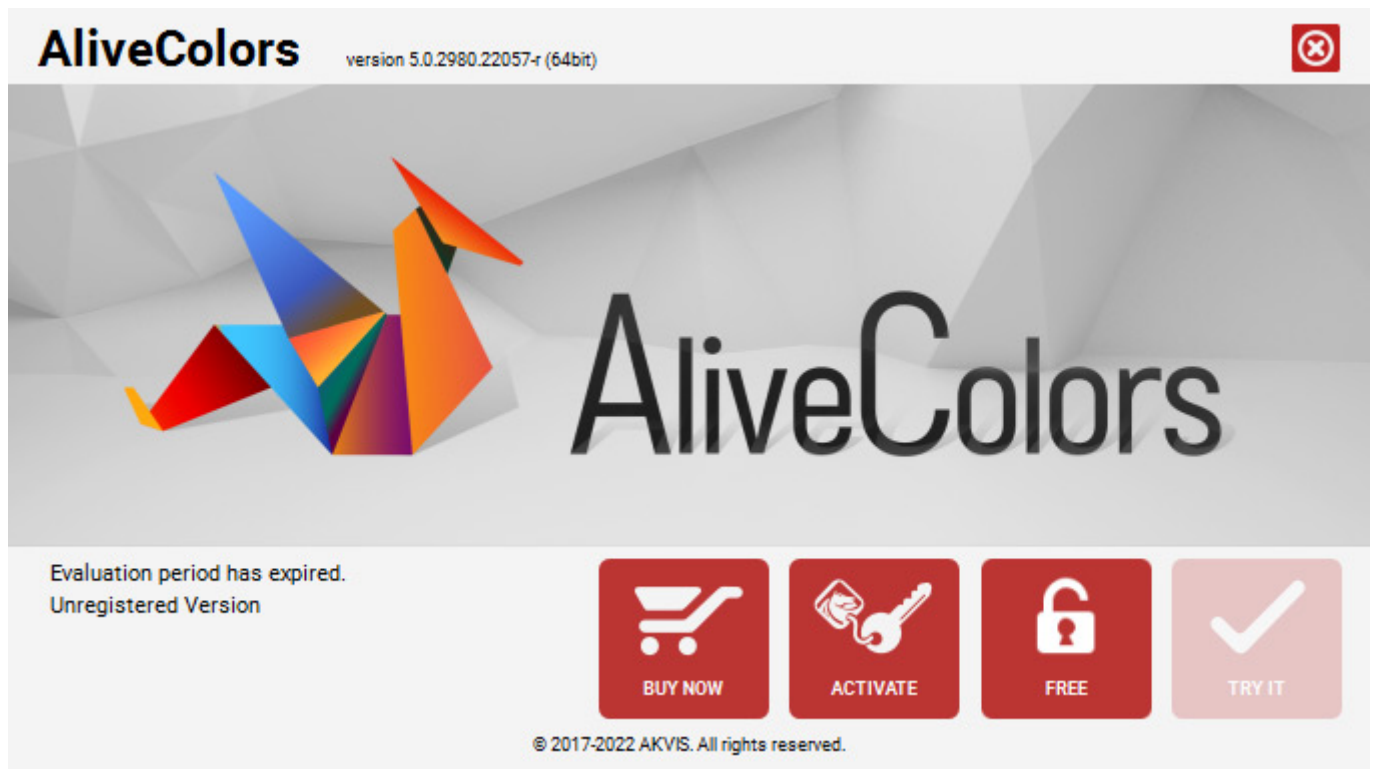 AliveColors version 5.0.2980.22057-r (64bit)
AliveColors
Evaluation period has expired.
Unregistered Version
BUY NOW
ACTIVATE
FREE
TRY IT
© 2017-2022 AKVIS. All rights reserved.